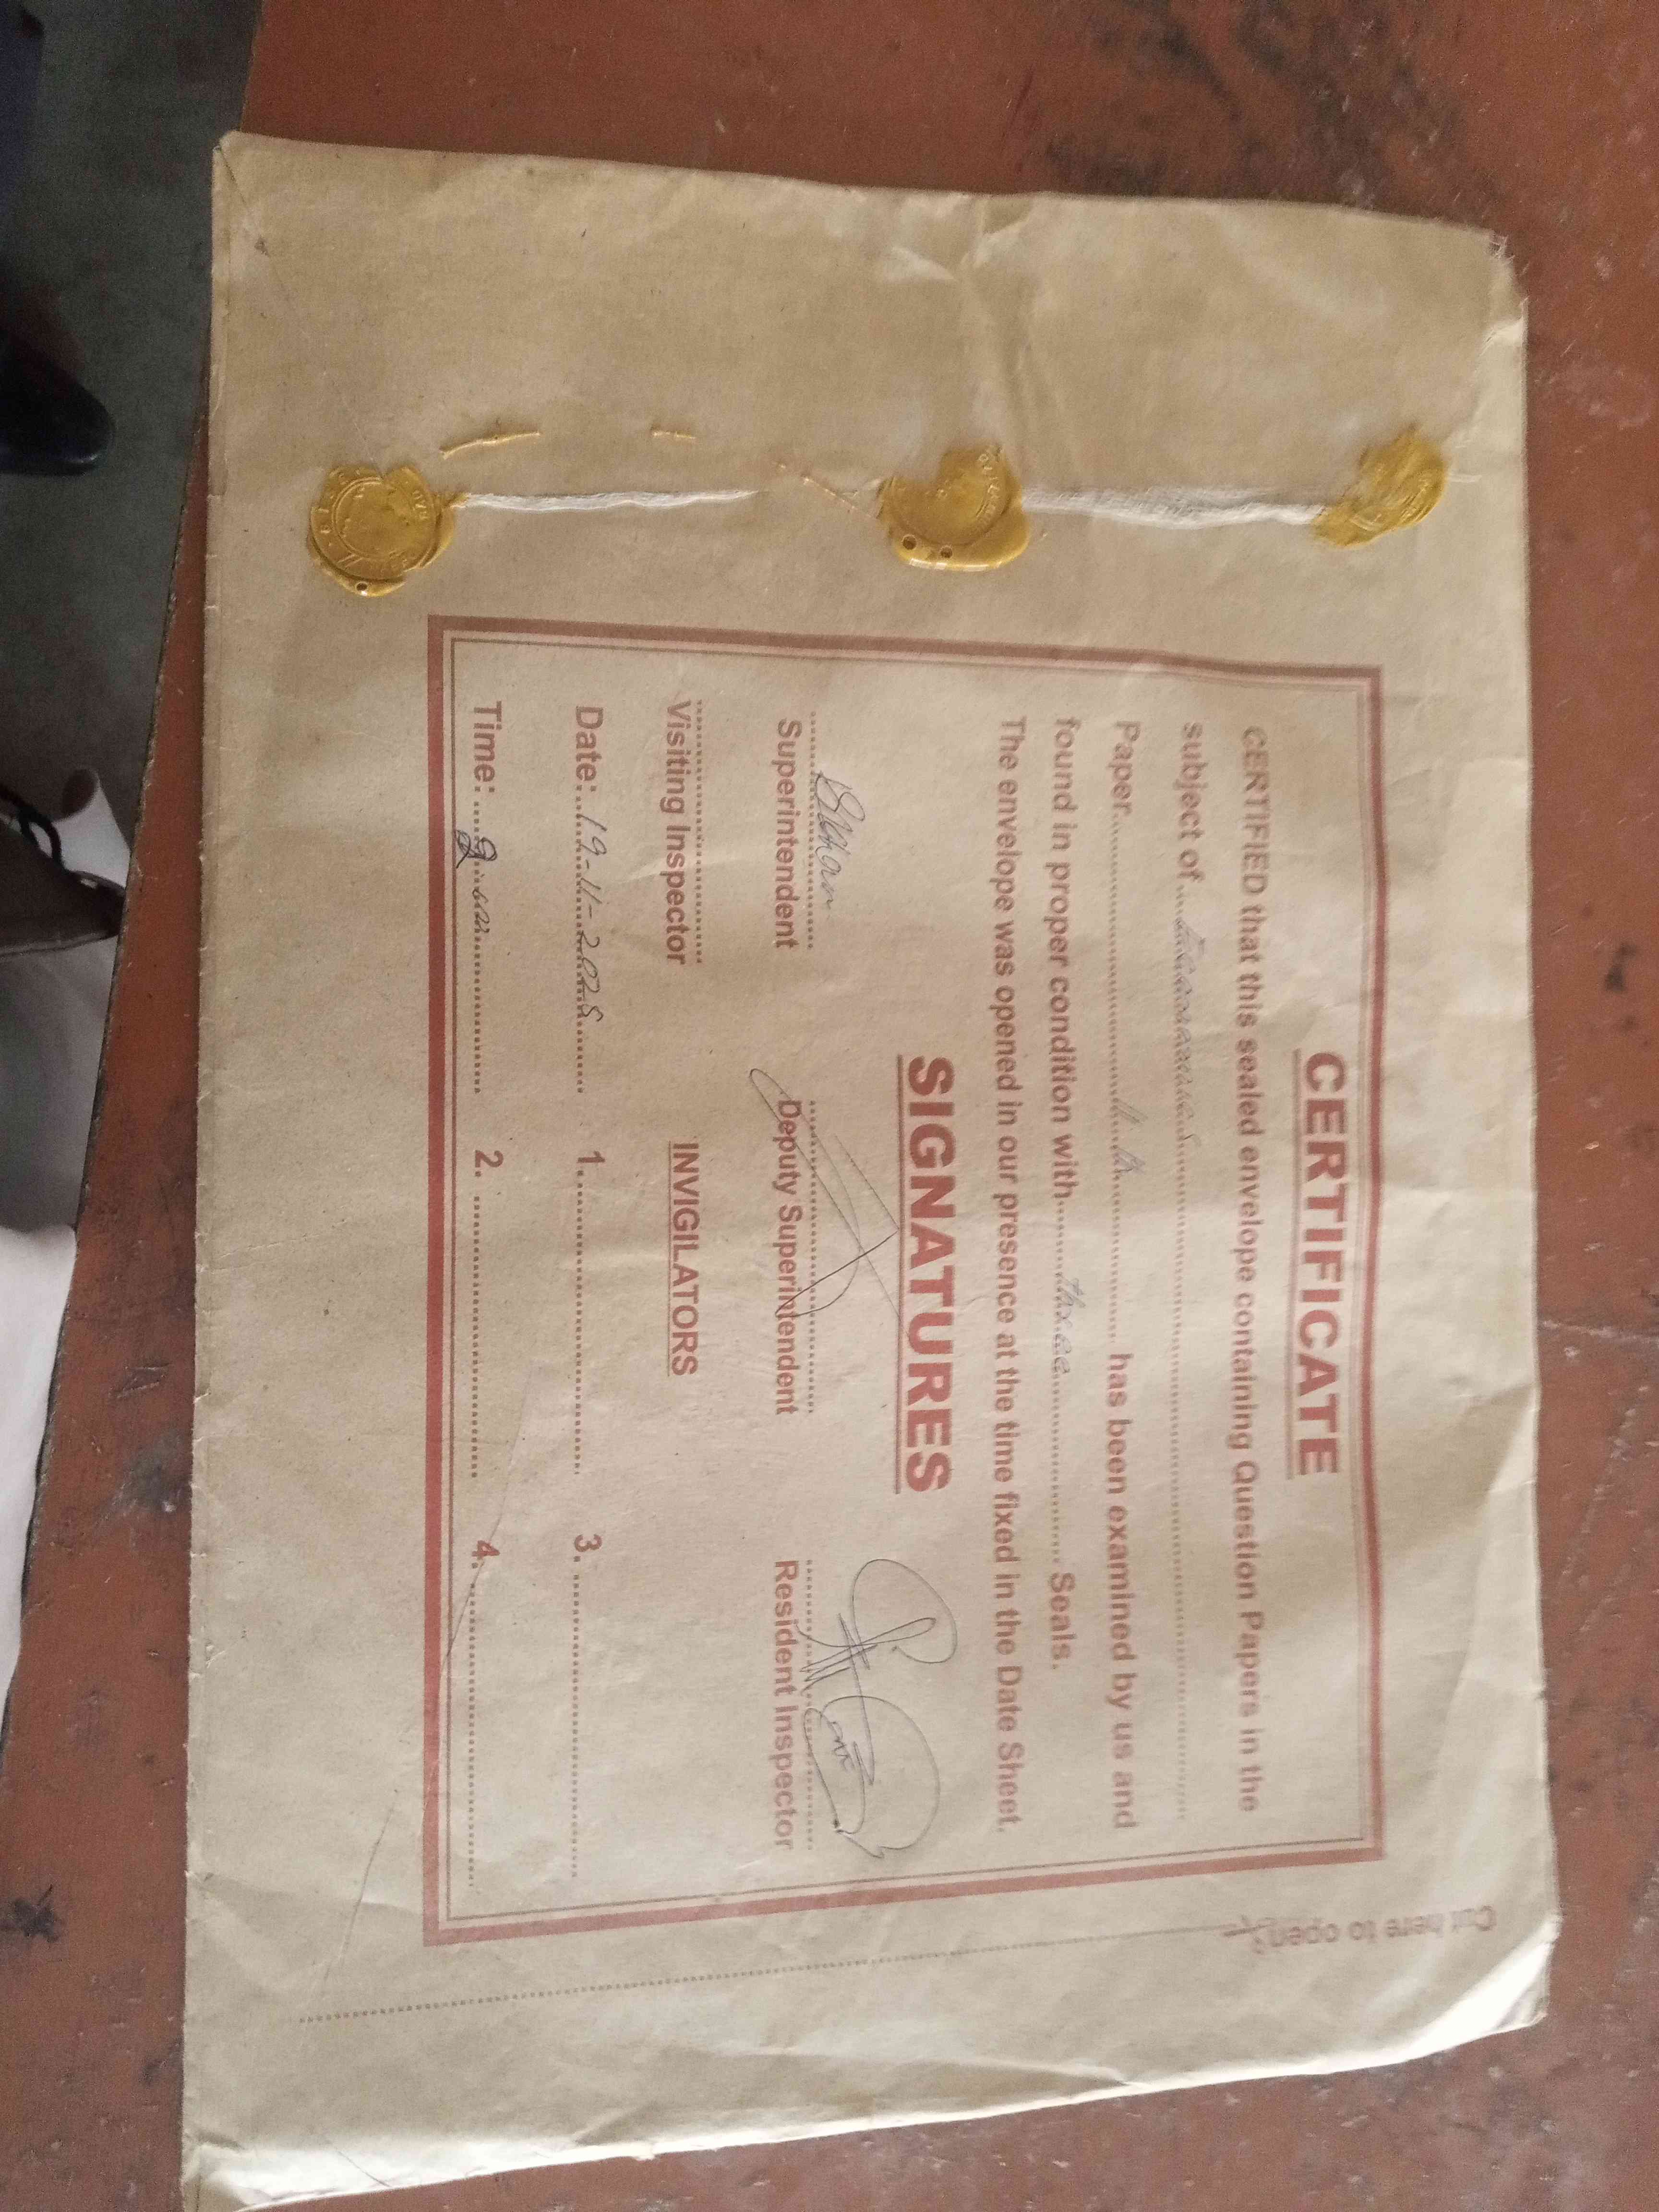 CERTIFICATE
CERTIFIED that this sealed envelope containing Question Papers in the
subject of ..........
Paper.......... 11th .......... has been examined by us and
found in proper condition with.......... three .......... Seals.
The envelope was opened in our presence at the time fixed in the Date Sheet.
SIGNATURES
Superintendent Deputy Superintendent Resident Inspector
Visiting Inspector INVIGILATORS
Date: 19-11-2025 1. .......... 3. ..........
Time: .......... 2. .......... 4. ..........
Cut here to open